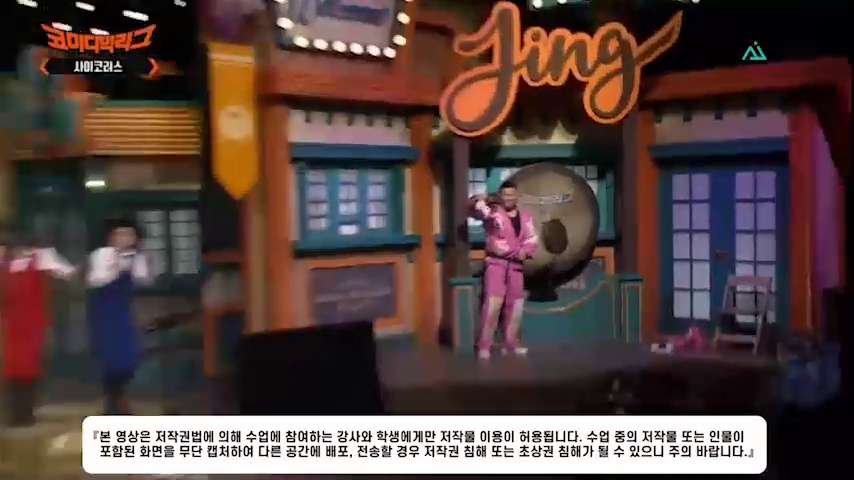 코미디빅리그
사이코러스
Jing
『본 영상은 저작권법에 의해 수업에 참여하는 강사와 학생에게만 저작물 이용이 허용됩니다. 수업 중의 저작물 또는 인물이
포함된 화면을 무단 캡처하여 다른 공간에 배포, 전송할 경우 저작권 침해 또는 초상권 침해가 될 수 있으니 주의 바랍니다.』